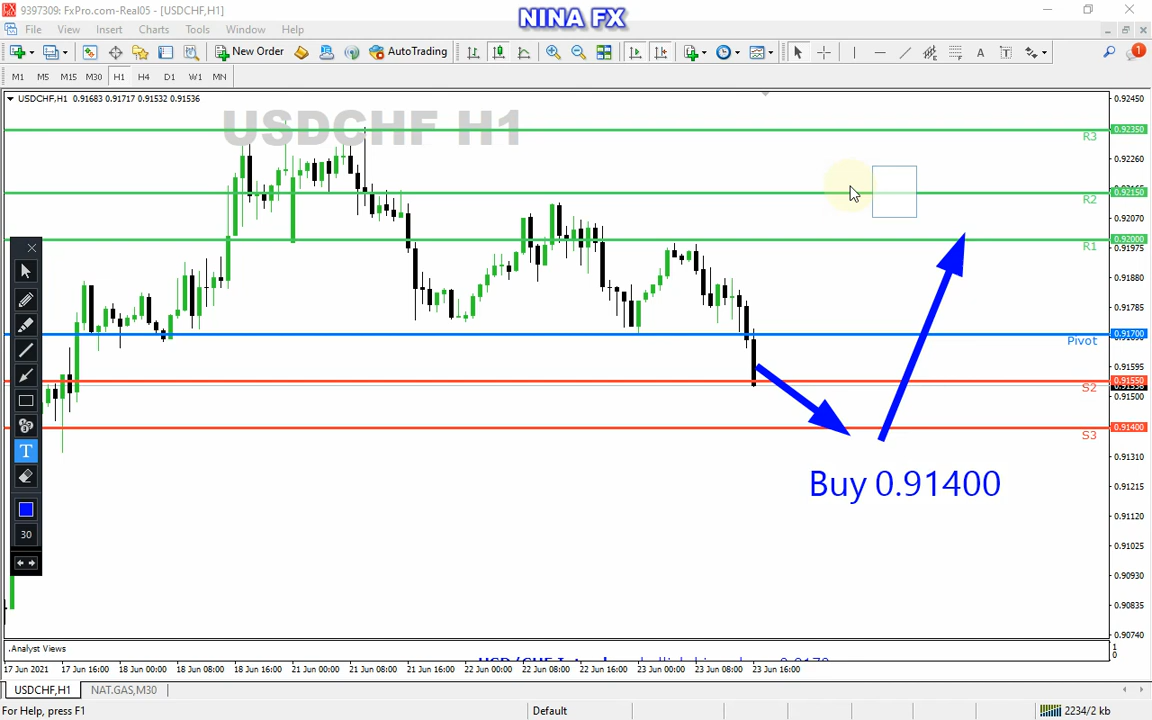 9397309: FxPro.com-Real05 - [USDCHF,H1]
NINA FX
File View Insert Charts Tools Window Help
New Order AutoTrading
1
M1 M5 M15 M30 H1 H4 D1 W1 MN
USDCHF,H1 0.91683 0.91717 0.91532 0.91536
USDCHF H1
0.92450
0.92350
R3
0.92260
0.92150
R2
0.92070
0.92000
R1
0.91975
0.91880
0.91785
0.91700
Pivot
0.91595
0.91550
S2
0.91500
0.91400
S3
0.91310
Buy 0.91400
0.91215
0.91120
0.91025
0.90930
0.90835
0.90740
T
30
Analyst Views
1
0
17 Jun 2021 17 Jun 16:00 18 Jun 00:00 18 Jun 08:00 18 Jun 16:00 21 Jun 00:00 21 Jun 08:00 21 Jun 16:00 22 Jun 00:00 22 Jun 08:00 22 Jun 16:00 23 Jun 00:00 23 Jun 08:00 23 Jun 16:00
USDCHF,H1 NAT.GAS,M30
For Help, press F1 Default 2234/2 kb